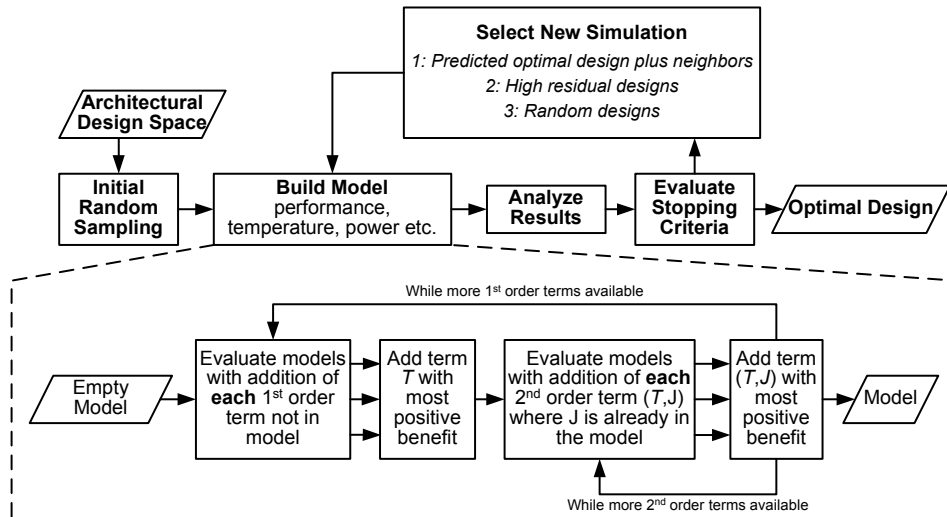 Select New Simulation
1: Predicted optimal design plus neighbors
2: High residual designs
3: Random designs
Architectural
Design Space
Initial
Random
Sampling
Build Model
performance,
temperature, power etc.
Analyze
Results
Evaluate
Stopping
Criteria
Optimal Design
While more 1st order terms available
Empty
Model
Evaluate models
with addition of
each 1st order
term not in
model
Add term
T with
most
positive
benefit
Evaluate models
with addition of each
2nd order term (T,J)
where J is already in
the model
Add term
(T,J) with
most
positive
benefit
Model
While more 2nd order terms available